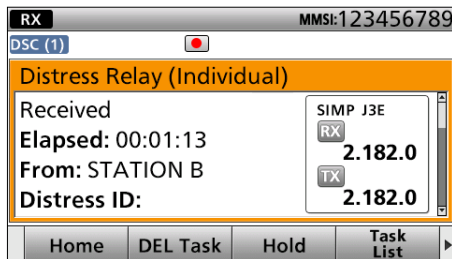 RX MMSI:123456789
DSC (1)
Distress Relay (Individual)
Received
Elapsed: 00:01:13
From: STATION B
Distress ID:
SIMP J3E
RX
2.182.0
TX
2.182.0
Home DEL Task Hold Task List